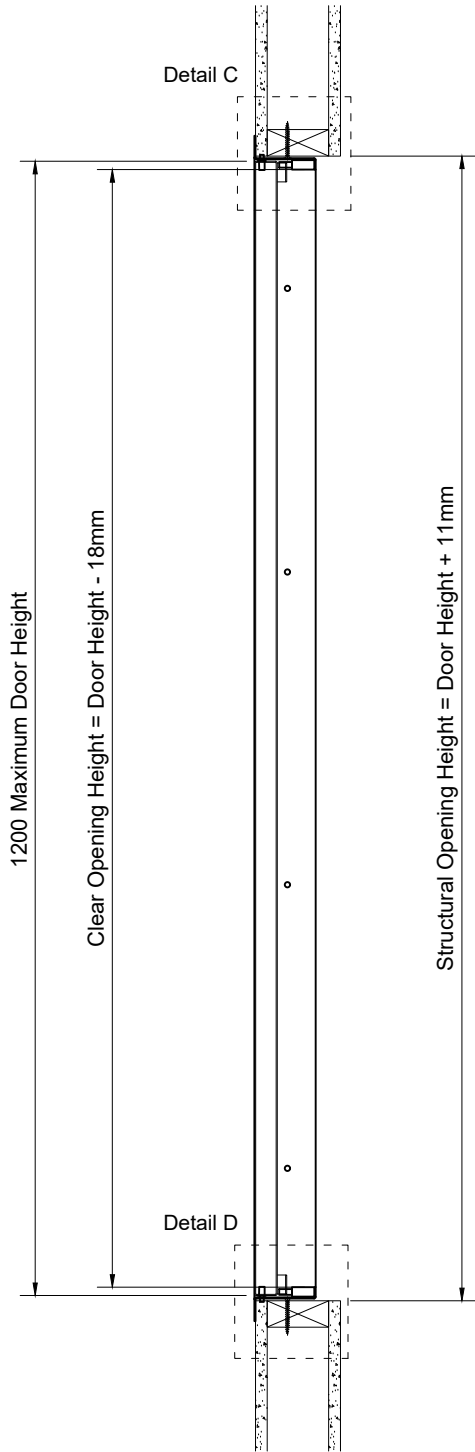 Detail C
1200 Maximum Door Height
Clear Opening Height = Door Height - 18mm
Structural Opening Height = Door Height + 11mm
Detail D